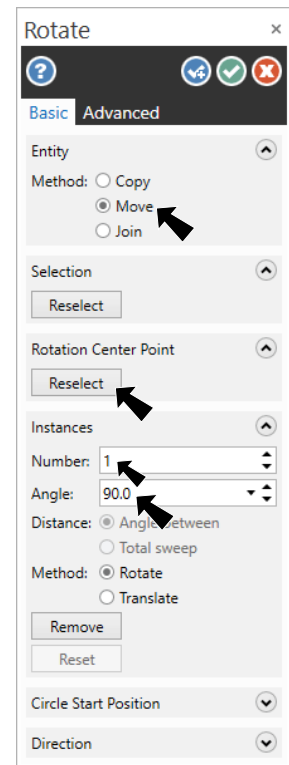 Rotate
Basic Advanced
Entity
Method: Copy
Move
Join
Selection
Reselect
Rotation Center Point
Reselect
Instances
Number: 1
Angle: 90.0
Distance: Angle between
Total sweep
Method: Rotate
Translate
Remove
Reset
Circle Start Position
Direction